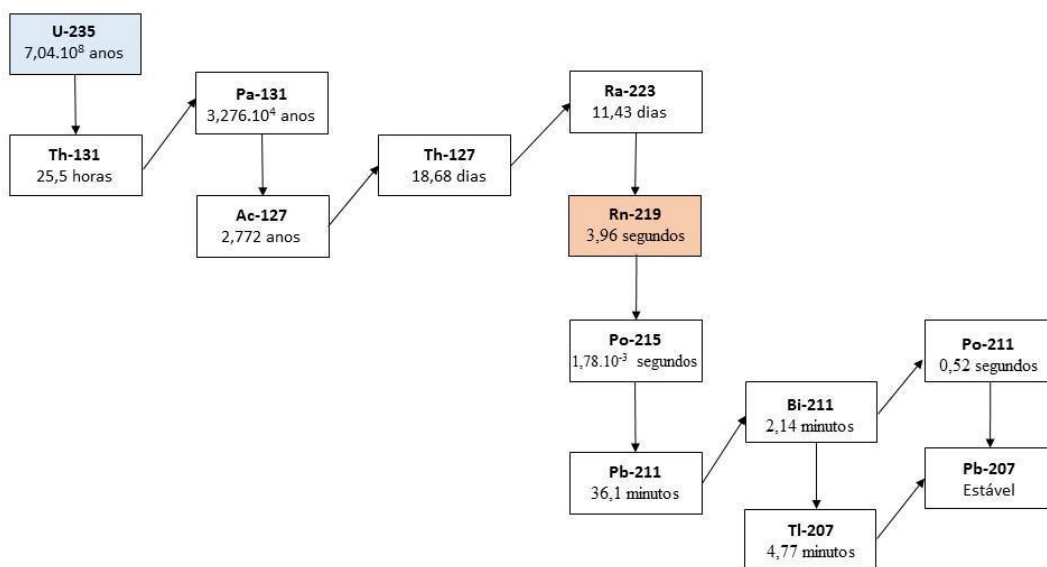 U-235
7,04.10⁸ anos
Th-131
25,5 horas
Pa-131
3,276.10⁴ anos
Ac-127
2,772 anos
Th-127
18,68 dias
Ra-223
11,43 dias
Rn-219
3,96 segundos
Po-215
1,78.10⁻³ segundos
Pb-211
36,1 minutos
Bi-211
2,14 minutos
Tl-207
4,77 minutos
Po-211
0,52 segundos
Pb-207
Estável